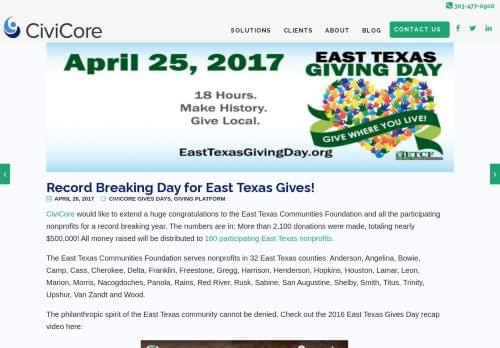 303-477-0900
CiviCore
SOLUTIONS CLIENTS ABOUT BLOG CONTACT US
April 25, 2017
18 Hours.
Make History.
Give Local.
EastTexasGivingDay.org
EAST TEXAS
GIVING DAY
GIVE WHERE YOU LIVE!
ETCF
Record Breaking Day for East Texas Gives!
APRIL 26, 2017 CIVICORE GIVES DAYS, GIVING PLATFORM
CiviCore would like to extend a huge congratulations to the East Texas Communities Foundation and all the participating
nonprofits for a record breaking year. The numbers are in: More than 2,100 donations were made, totaling nearly
$500,000! All money raised will be distributed to 160 participating East Texas nonprofits.
The East Texas Communities Foundation serves nonprofits in 32 East Texas counties: Anderson, Angelina, Bowie,
Camp, Cass, Cherokee, Delta, Franklin, Freestone, Gregg, Harrison, Henderson, Hopkins, Houston, Lamar, Leon,
Marion, Morris, Nacogdoches, Panola, Rains, Red River, Rusk, Sabine, San Augustine, Shelby, Smith, Titus, Trinity,
Upshur, Van Zandt and Wood.
The philanthropic spirit of the East Texas community cannot be denied. Check out the 2016 East Texas Gives Day recap
video here: